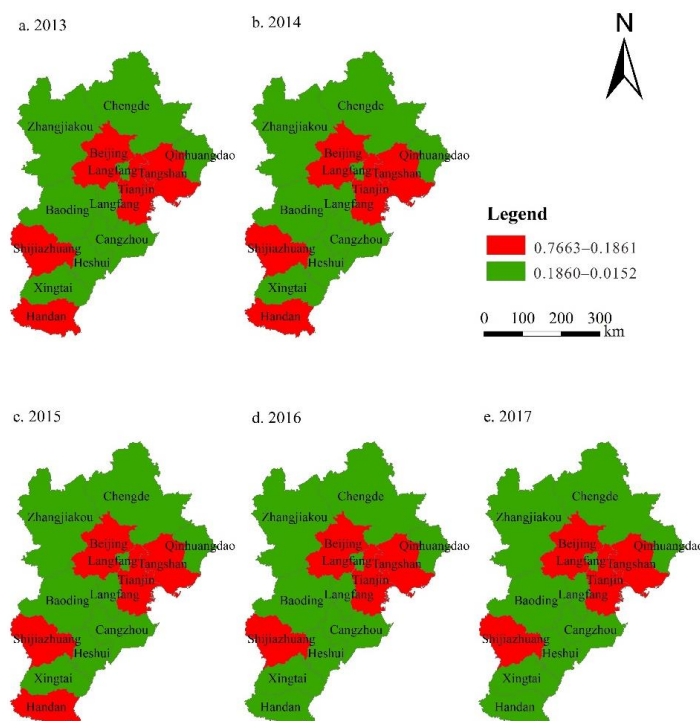 a. 2013
b. 2014
N
Chengde
Zhangjiakou
Beijing
Qinhuangdao
Langfang
Tangshan
Tianjin
Langfang
Baoding
Cangzhou
Shijiazhuang
Heshui
Xingtai
Handan
Chengde
Zhangjiakou
Beijing
Qinhuangdao
Langfang
Tangshan
Tianjin
Langfang
Baoding
Cangzhou
Shijiazhuang
Heshui
Xingtai
Handan
Legend
0.7663–0.1861
0.1860–0.0152
0 100 200 300
km
c. 2015
d. 2016
e. 2017
Chengde
Zhangjiakou
Beijing
Qinhuangdao
Langfang
Tangshan
Tianjin
Langfang
Baoding
Cangzhou
Shijiazhuang
Heshui
Xingtai
Handan
Chengde
Zhangjiakou
Beijing
Qinhuangdao
Langfang
Tangshan
Tianjin
Langfang
Baoding
Cangzhou
Shijiazhuang
Heshui
Xingtai
Handan
Chengde
Zhangjiakou
Beijing
Qinhuangdao
Langfang
Tangshan
Tianjin
Langfang
Baoding
Cangzhou
Shijiazhuang
Heshui
Xingtai
Handan